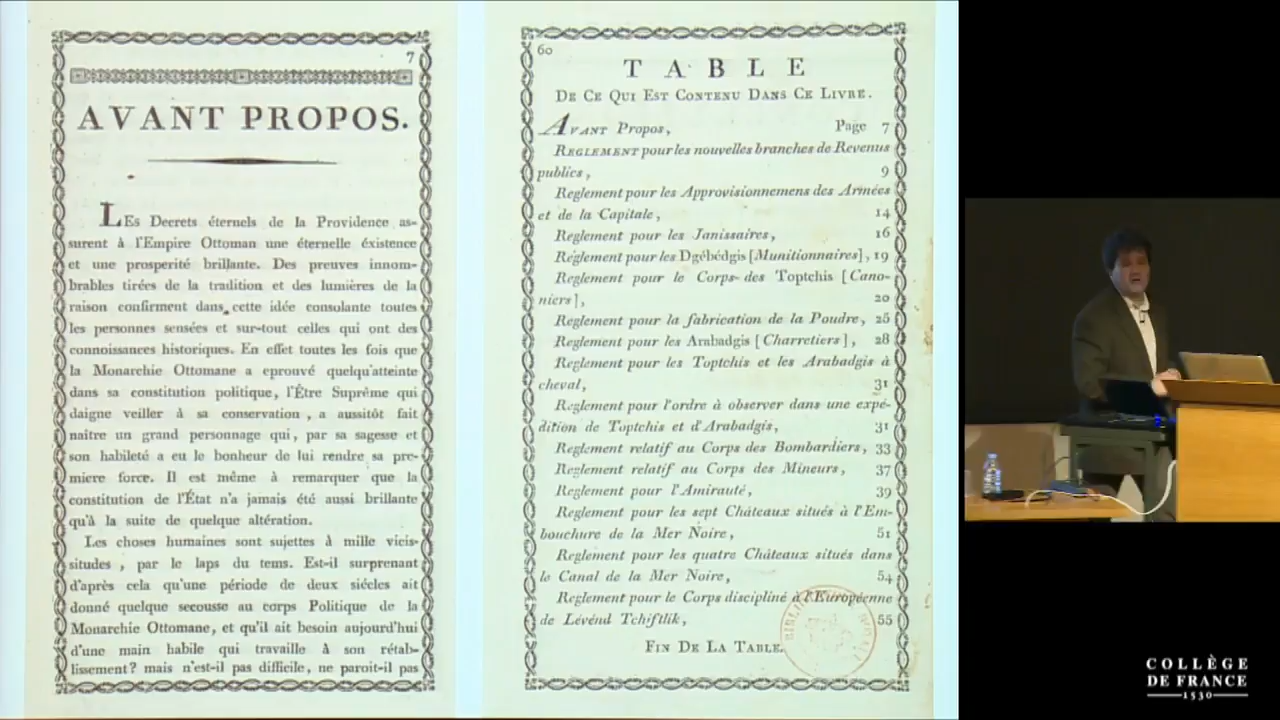 7
AVANT PROPOS.
LEs Decrets éternels de la Providence as-
surent à l'Empire Ottoman une éternelle éxistence
et une prosperité brillante. Des preuves innom-
brables tirées de la tradition et des lumières de la
raison confirment dans cette idée consolante toutes
les personnes sensées et sur-tout celles qui ont des
connoissances historiques. En effet toutes les fois que
la Monarchie Ottomane a eprouvé quelqu'atteinte
dans sa constitution politique, l'Être Suprème qui
daigne veiller à sa conservation, a aussitôt fait
naître un grand personnage qui, par sa sagesse et
son habileté a eu le bonheur de lui rendre sa pre-
miere force. Il est même à remarquer que la
constitution de l'État n'a jamais été aussi brillante
qu'à la suite de quelque altération.
Les choses humaines sont sujettes à mille vicis-
situdes, par le laps du tems. Est-il surprenant
d'après cela qu'une période de deux siécles ait
donné quelque secousse au corps Politique de la
Monarchie Ottomane, et qu'il ait besoin aujourd'hui
d'une main habile qui travaille à son rétab-
lissement? mais n'est-il pas difficile, ne paroit-il pas
60
TABLE
DE CE QUI EST CONTENU DANS CE LIVRE.
AVANT Propos, Page 7
REGLEMENT pour les nouvelles branches de Revenus
publics, 9
Reglement pour les Approvisionnemens des Armées
et de la Capitale, 14
Reglement pour les Janissaires, 16
Reglement pour les Dgébédgis [Munitionnaires], 19
Reglement pour le Corps des Toptchis [Cano-
niers], 20
Reglement pour la fabrication de la Poudre, 25
Reglement pour les Arabadgis [Charretiers], 28
Reglement pour les Toptchis et les Arabadgis à
cheval, 31
Reglement pour l'ordre à observer dans une expé-
dition de Toptchis et d'Arabadgis, 31
Reglement relatif au Corps des Bombardiers, 33
Reglement relatif au Corps des Mineurs, 37
Reglement pour l'Amirauté, 39
Reglement pour les sept Châteaux situés à l'Em-
bouchure de la Mer Noire, 51
Reglement pour les quatre Châteaux situés dans
le Canal de la Mer Noire, 54
Reglement pour le Corps discipliné à l'Européenne
de Lévénd Tchiftlik, 55
FIN DE LA TABLE.
COLLÈGE
DE FRANCE
1530